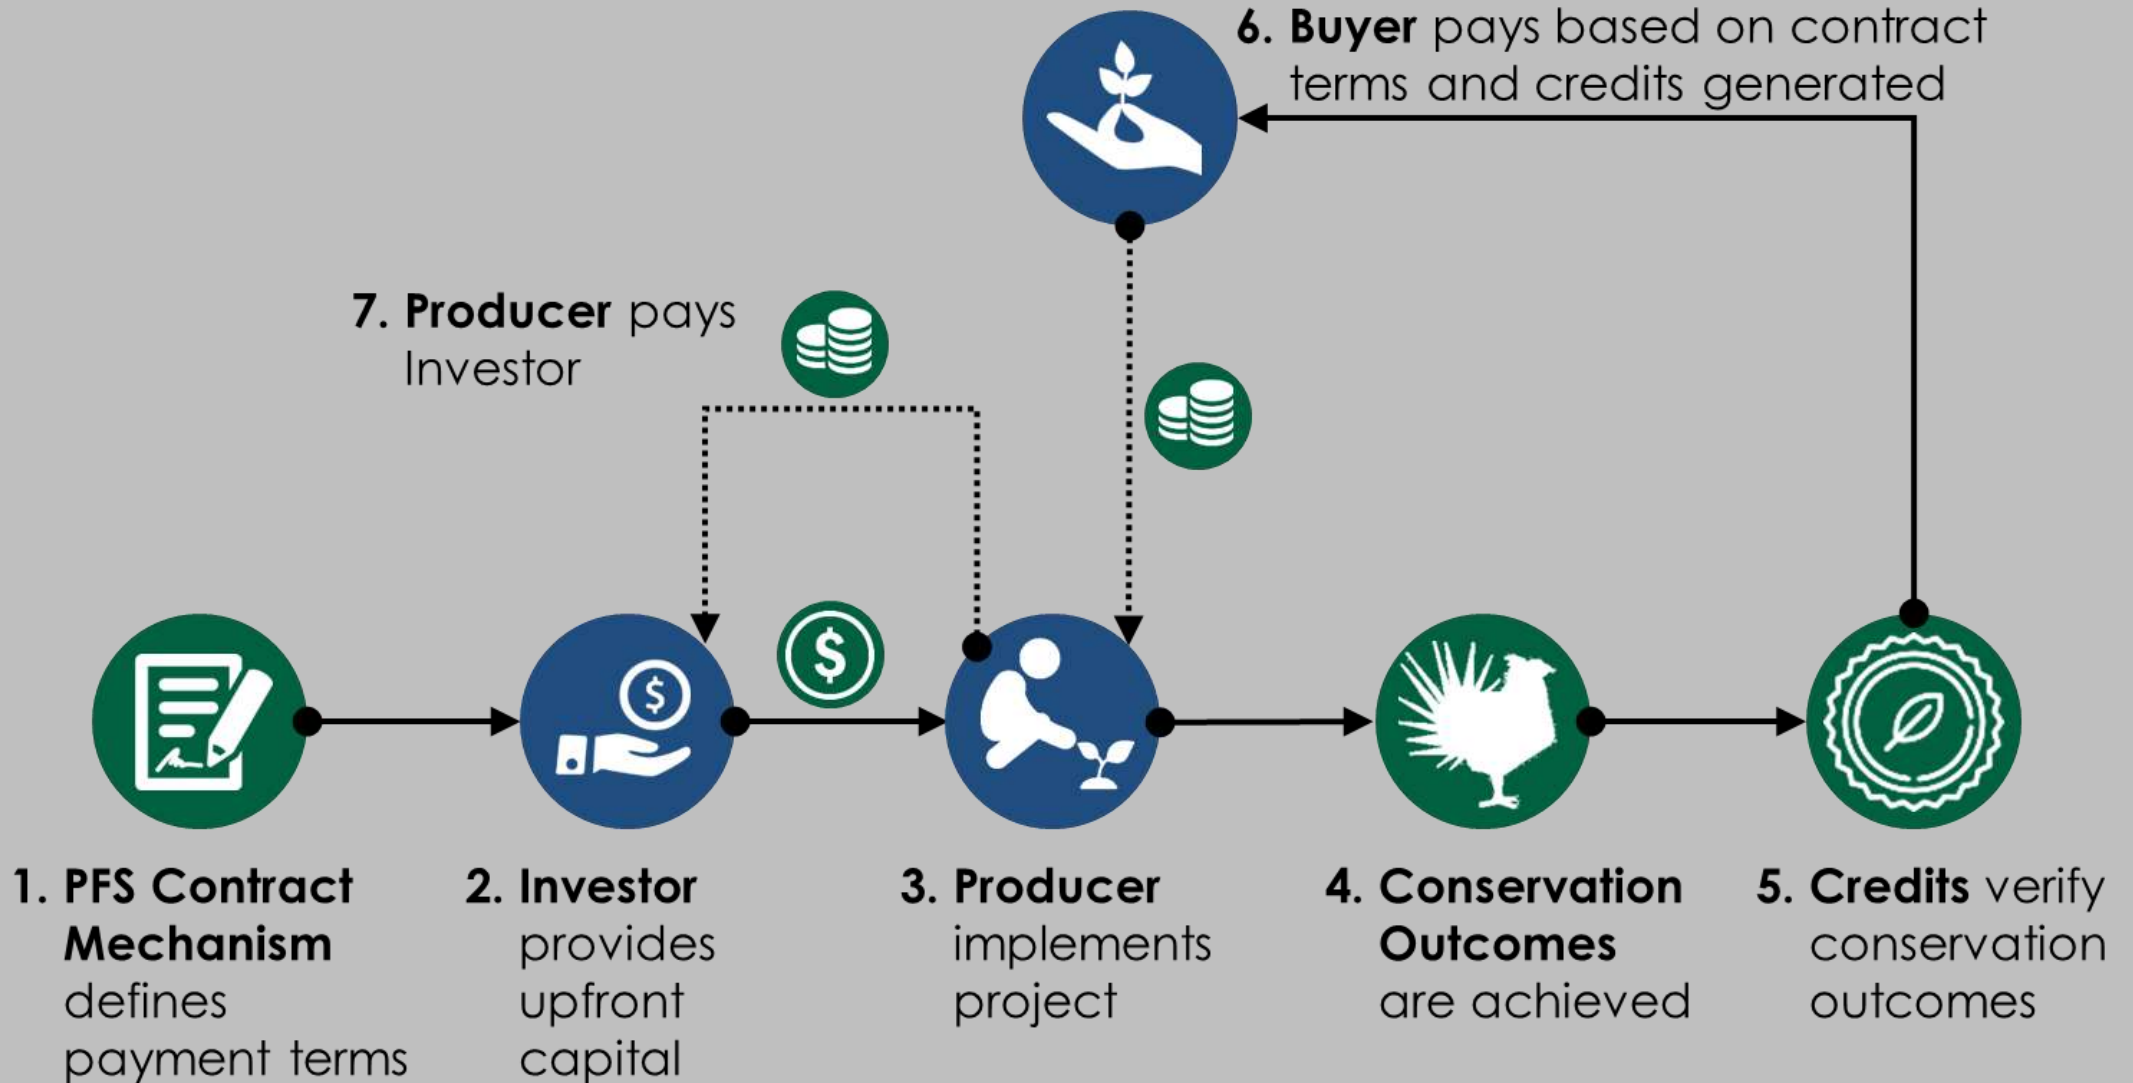 6. Buyer pays based on contract
terms and credits generated
7. Producer pays
Investor
$
$
1. PFS Contract
Mechanism
defines
payment terms
2. Investor
provides
upfront
capital
3. Producer
implements
project
4. Conservation
Outcomes
are achieved
5. Credits verify
conservation
outcomes